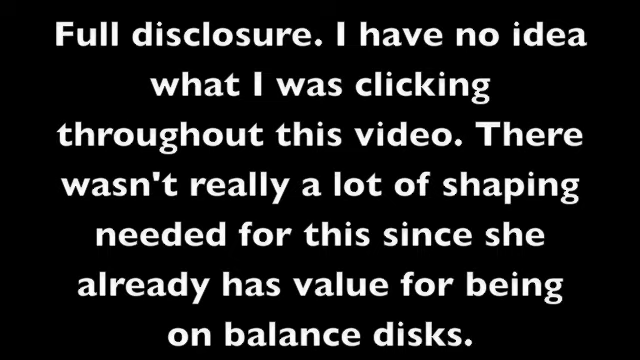 Full disclosure. I have no idea
what I was clicking
throughout this video. There
wasn't really a lot of shaping
needed for this since she
already has value for being
on balance disks.